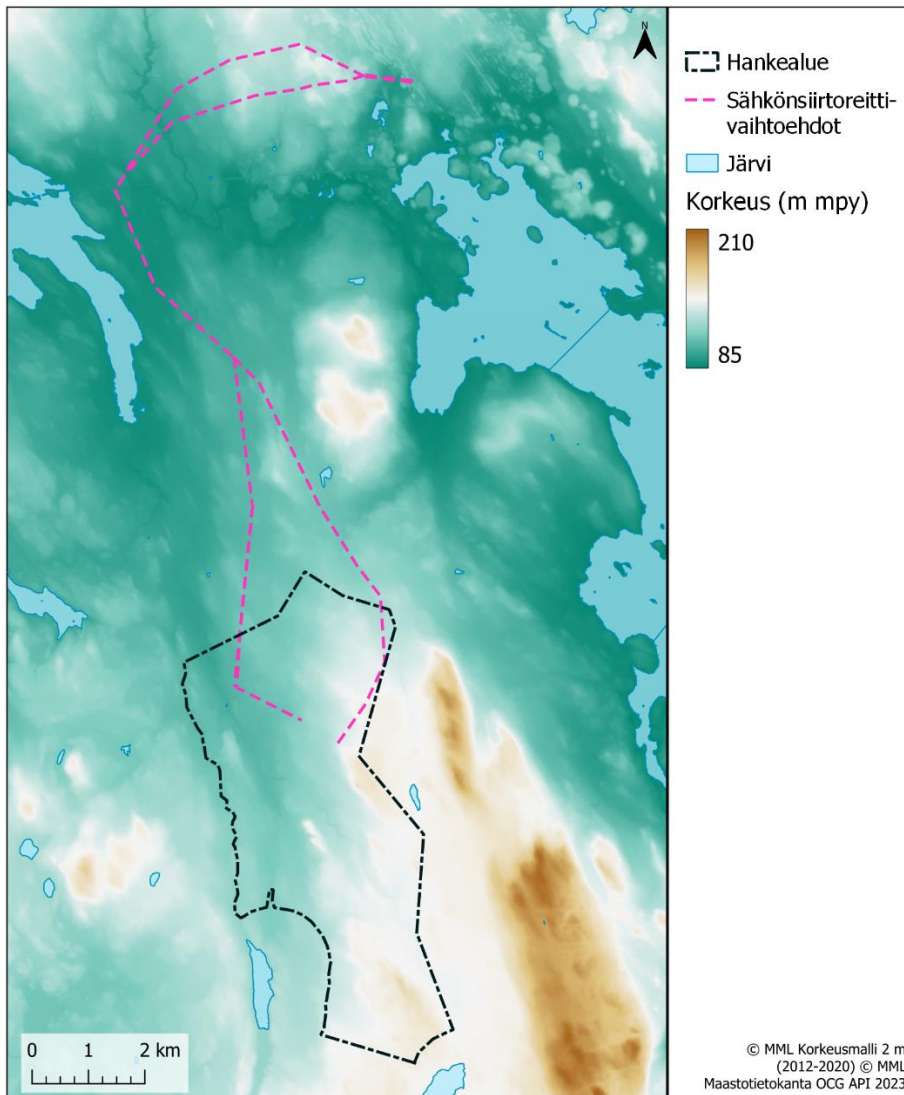 N
Hankealue
Sähkönsiirtoreitti-
vaihtoehdot
Järvi
Korkeus (m mpy)
210
85
0 1 2 km
© MML Korkeusmalli 2 m
(2012-2020) © MML
Maastotietokanta OCG API 2023